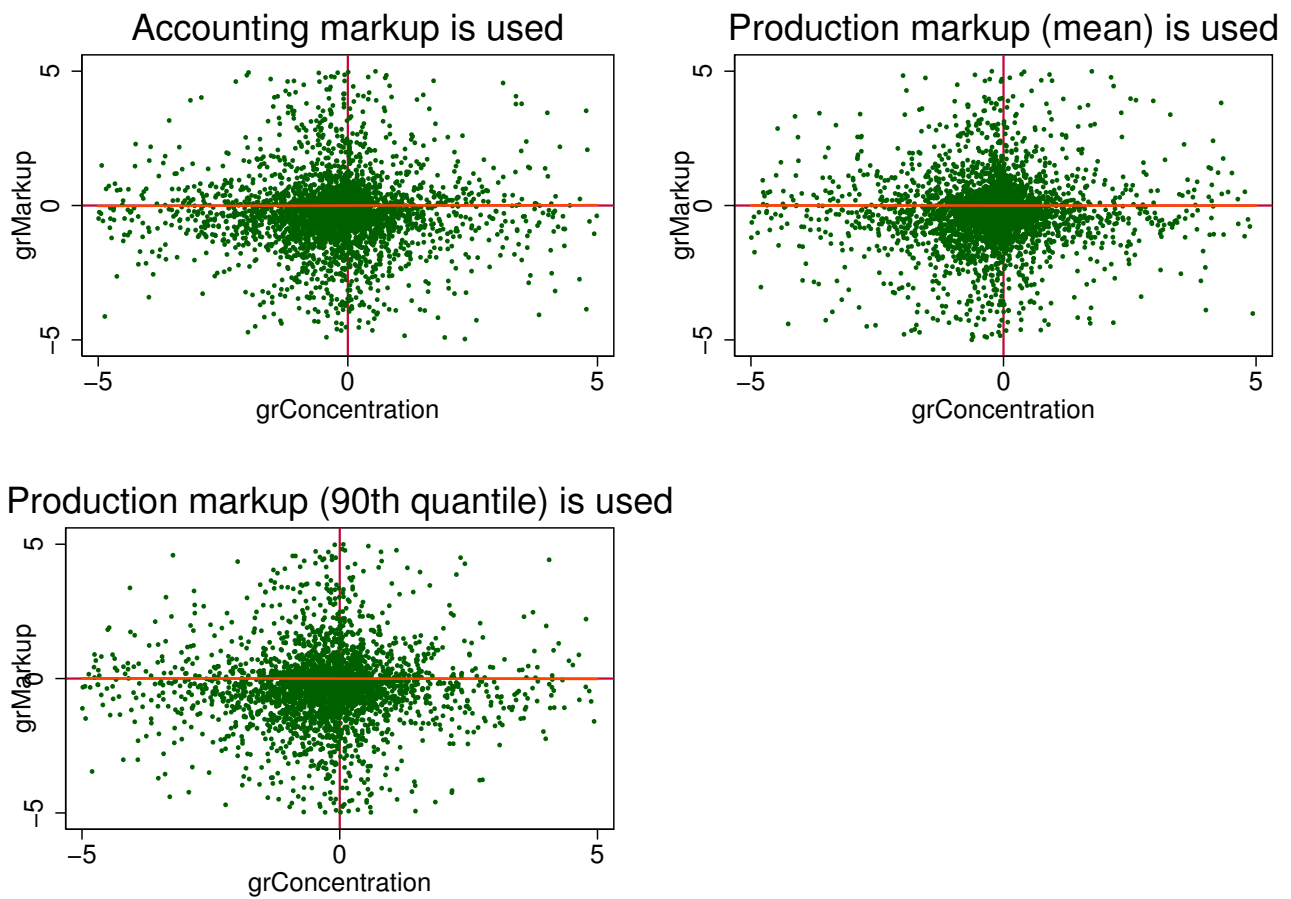 Accounting markup is used
5
0
−5
grMarkup
−5 0 5
grConcentration
Production markup (mean) is used
5
0
−5
grMarkup
−5 0 5
grConcentration
Production markup (90th quantile) is used
5
0
−5
grMarkup
−5 0 5
grConcentration